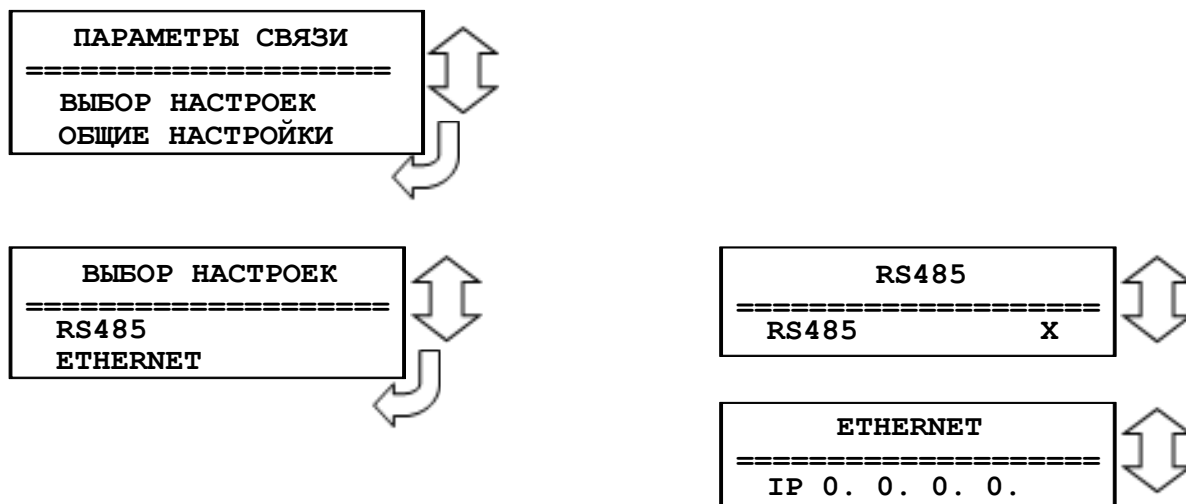 ПАРАМЕТРЫ СВЯЗИ
====================
ВЫБОР НАСТРОЕК
ОБЩИЕ НАСТРОЙКИ
ВЫБОР НАСТРОЕК
====================
RS485
ETHERNET
RS485
====================
RS485 X
ETHERNET
====================
IP 0. 0. 0. 0.